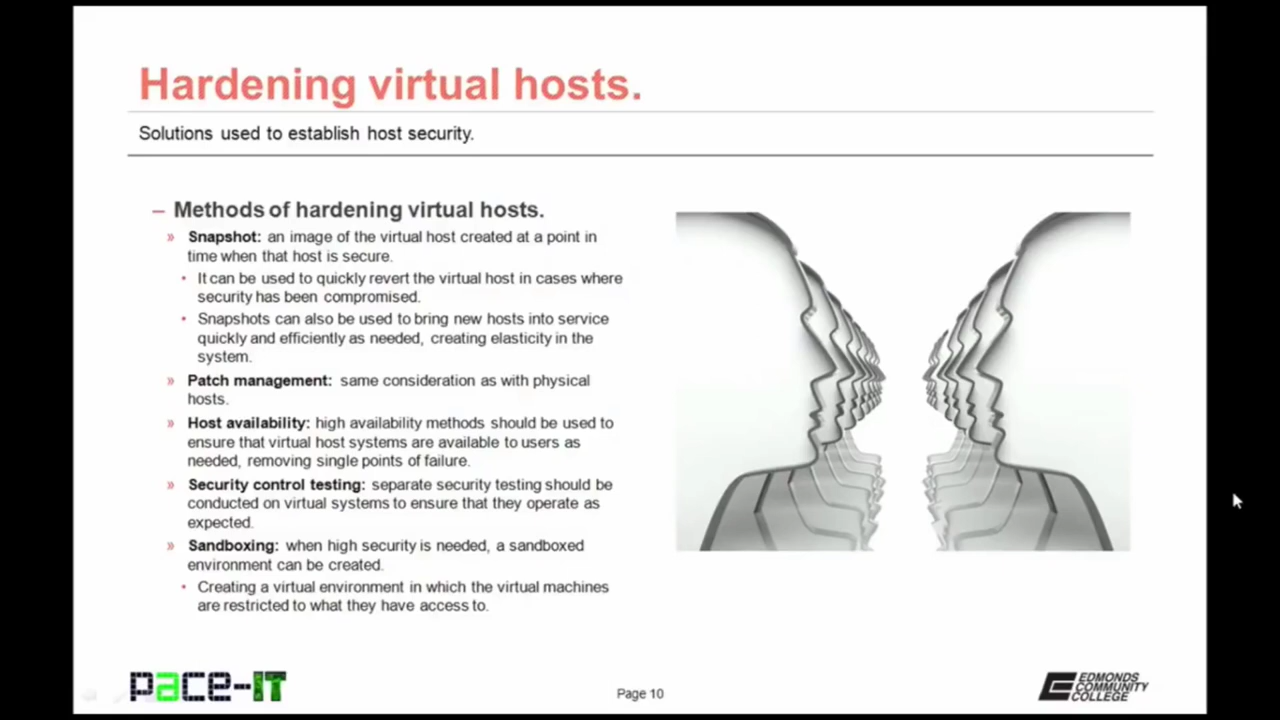 Hardening virtual hosts.
Solutions used to establish host security.
– Methods of hardening virtual hosts.
» Snapshot: an image of the virtual host created at a point in
time when that host is secure.
• It can be used to quickly revert the virtual host in cases where
security has been compromised.
• Snapshots can also be used to bring new hosts into service
quickly and efficiently as needed, creating elasticity in the
system.
» Patch management: same consideration as with physical
hosts.
» Host availability: high availability methods should be used to
ensure that virtual host systems are available to users as
needed, removing single points of failure.
» Security control testing: separate security testing should be
conducted on virtual systems to ensure that they operate as
expected.
» Sandboxing: when high security is needed, a sandboxed
environment can be created.
• Creating a virtual environment in which the virtual machines
are restricted to what they have access to.
pace-IT
Page 10
EDMONDS
COMMUNITY
COLLEGE